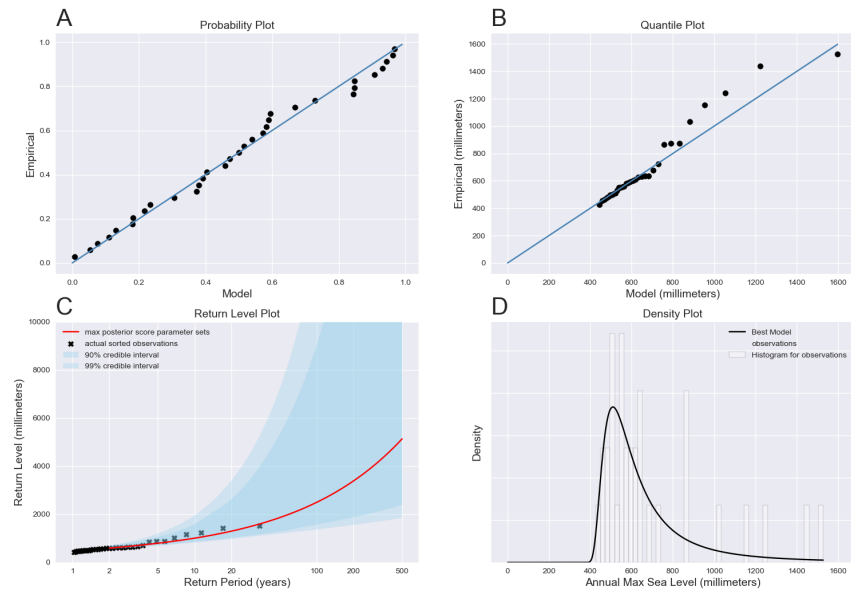 A
Probability Plot
1.0
0.8
0.6
0.4
0.2
0.0
Empirical
0.0 0.2 0.4 0.6 0.8 1.0
Model
B
Quantile Plot
1600
1400
1200
1000
800
600
400
200
0
Empirical (millimeters)
0 200 400 600 800 1000 1200 1400 1600
Model (millimeters)
C
Return Level Plot
10000
8000
6000
4000
2000
0
Return Level (millimeters)
max posterior score parameter sets
actual sorted observations
90% credible interval
99% credible interval
1 2 5 10 20 100 200 500
Return Period (years)
D
Density Plot
Density
Best Model
observations
Histogram for observations
0 200 400 600 800 1000 1200 1400 1600
Annual Max Sea Level (millimeters)